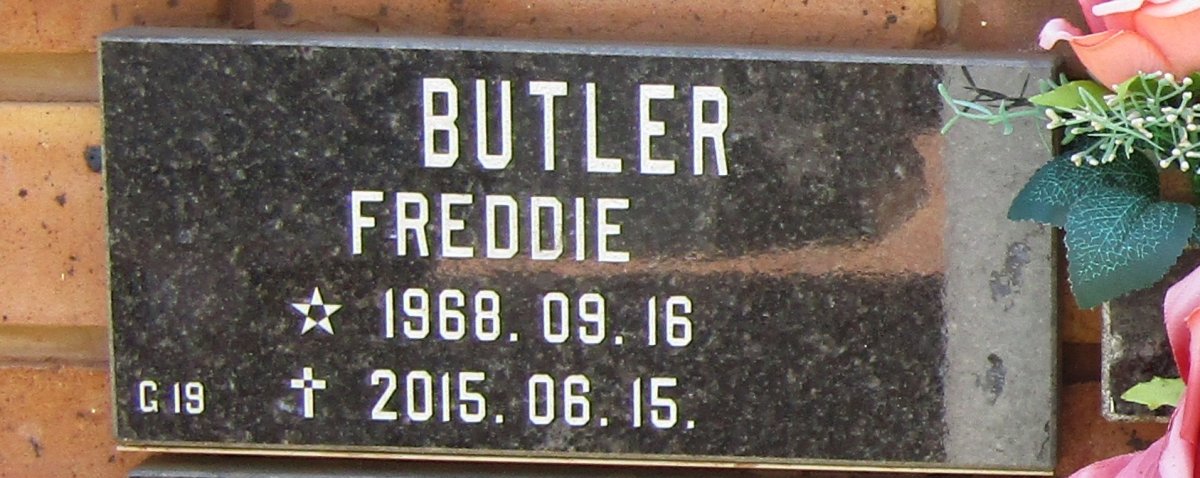 BUTLER
FREDDIE
☆ 1968. 09. 16
G 19 ✝ 2015. 06. 15.